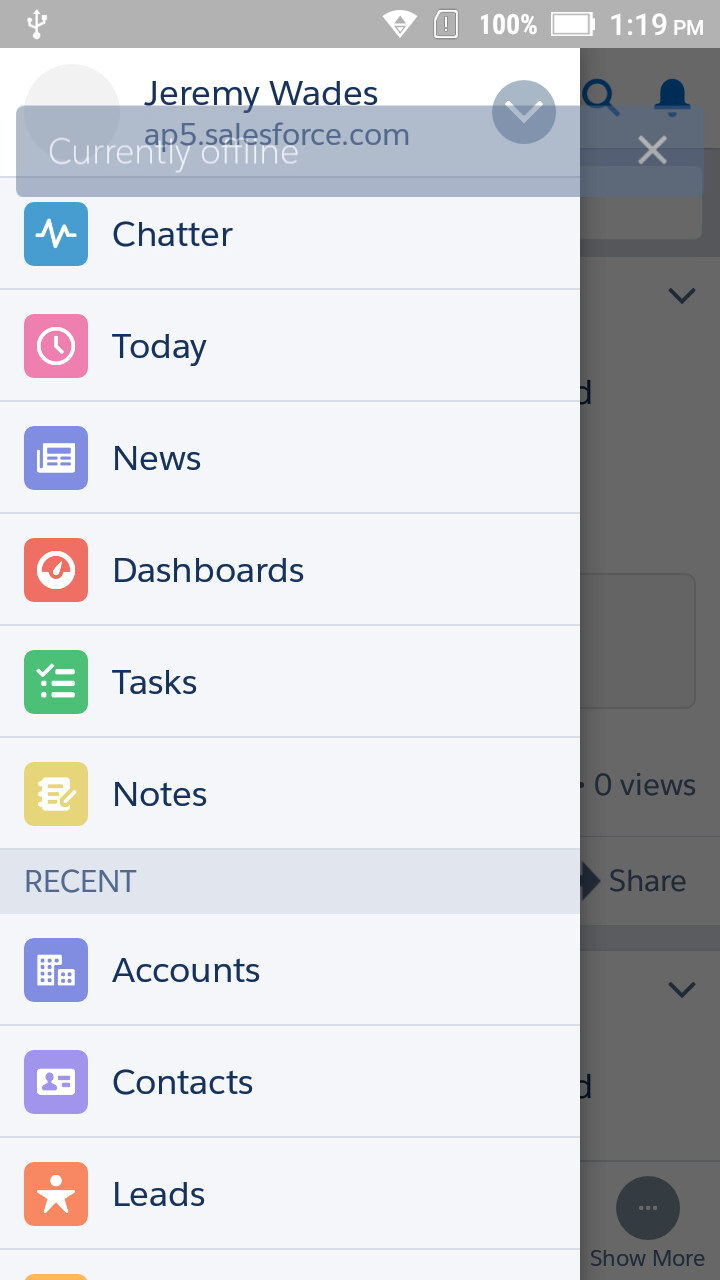 100% 1:19 PM
Jeremy Wades
ap5.salesforce.com
Currently offline
Chatter
Today
News
Dashboards
Tasks
Notes
• 0 views
RECENT
Share
Accounts
Contacts
Leads
Show More